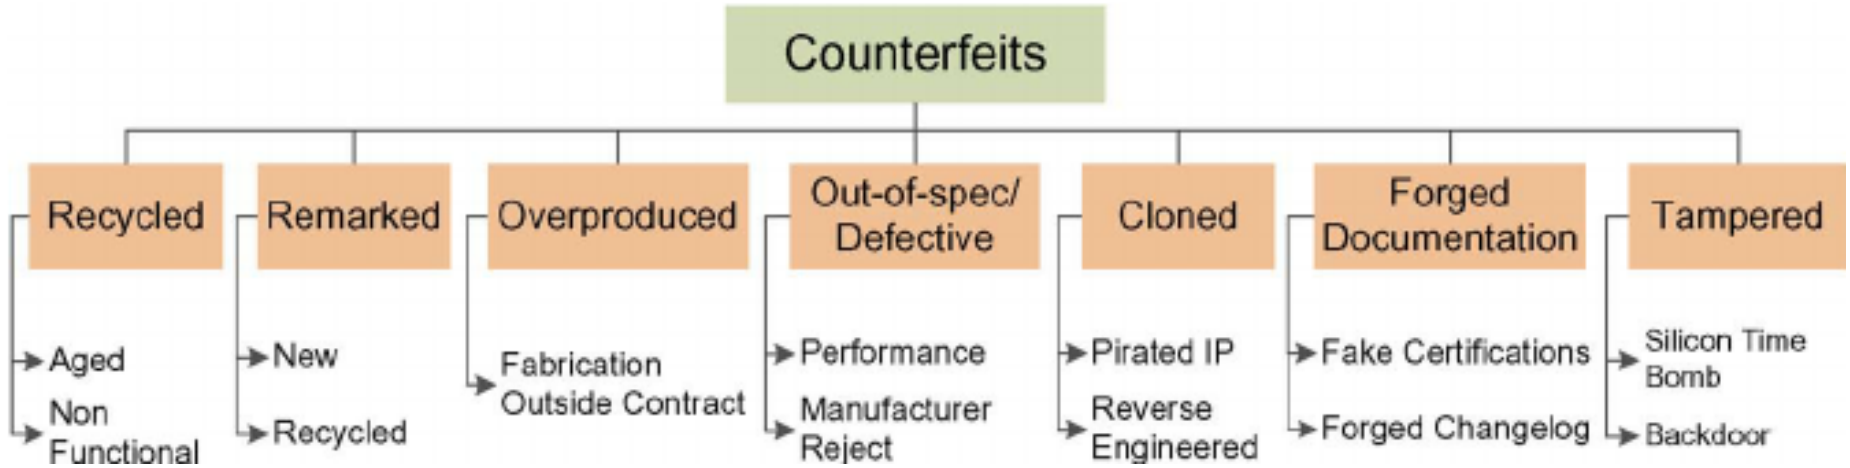 Counterfeits
Recycled
Aged
Non
Functional
Remarked
New
Recycled
Overproduced
Fabrication
Outside Contract
Out-of-spec/
Defective
Performance
Manufacturer
Reject
Cloned
Pirated IP
Reverse
Engineered
Forged
Documentation
Fake Certifications
Forged Changelog
Tampered
Silicon Time
Bomb
Backdoor